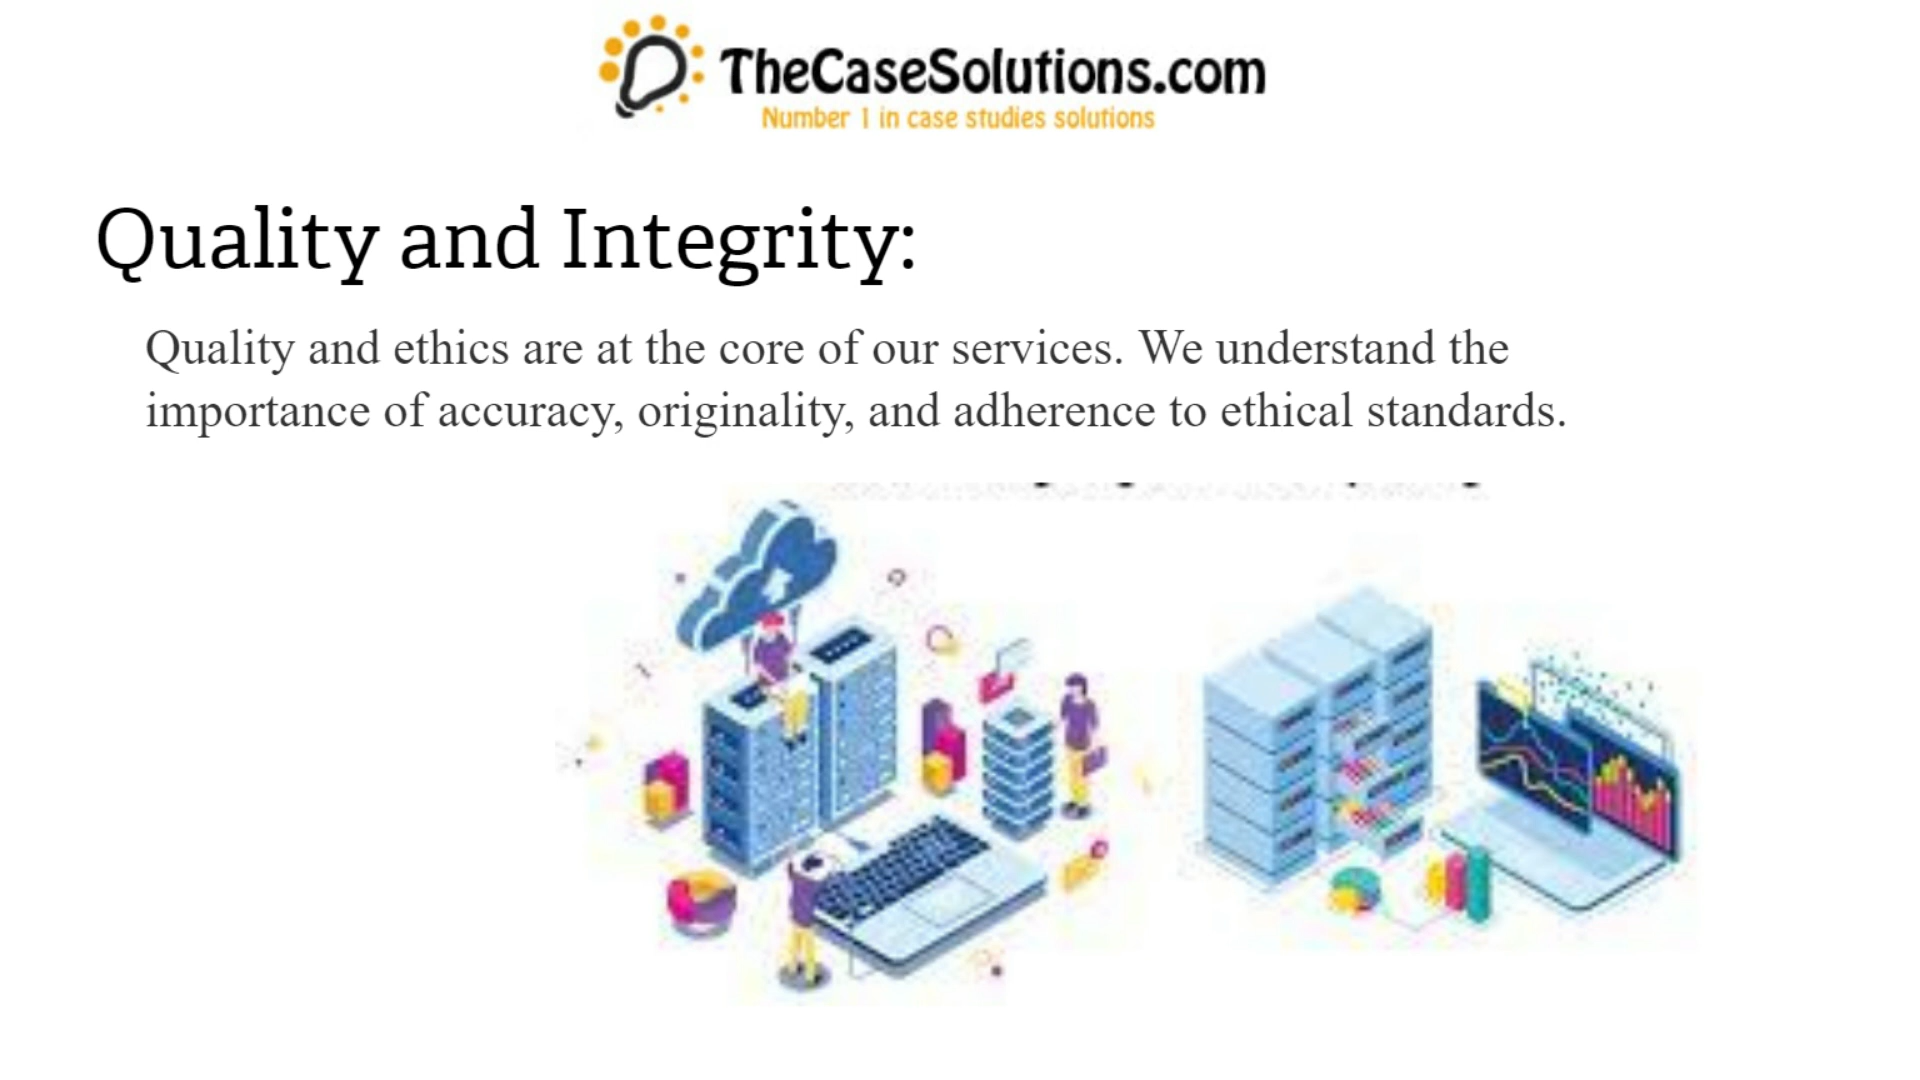 TheCaseSolutions.com
Number 1 in case studies solutions
Quality and Integrity:
Quality and ethics are at the core of our services. We understand the
importance of accuracy, originality, and adherence to ethical standards.